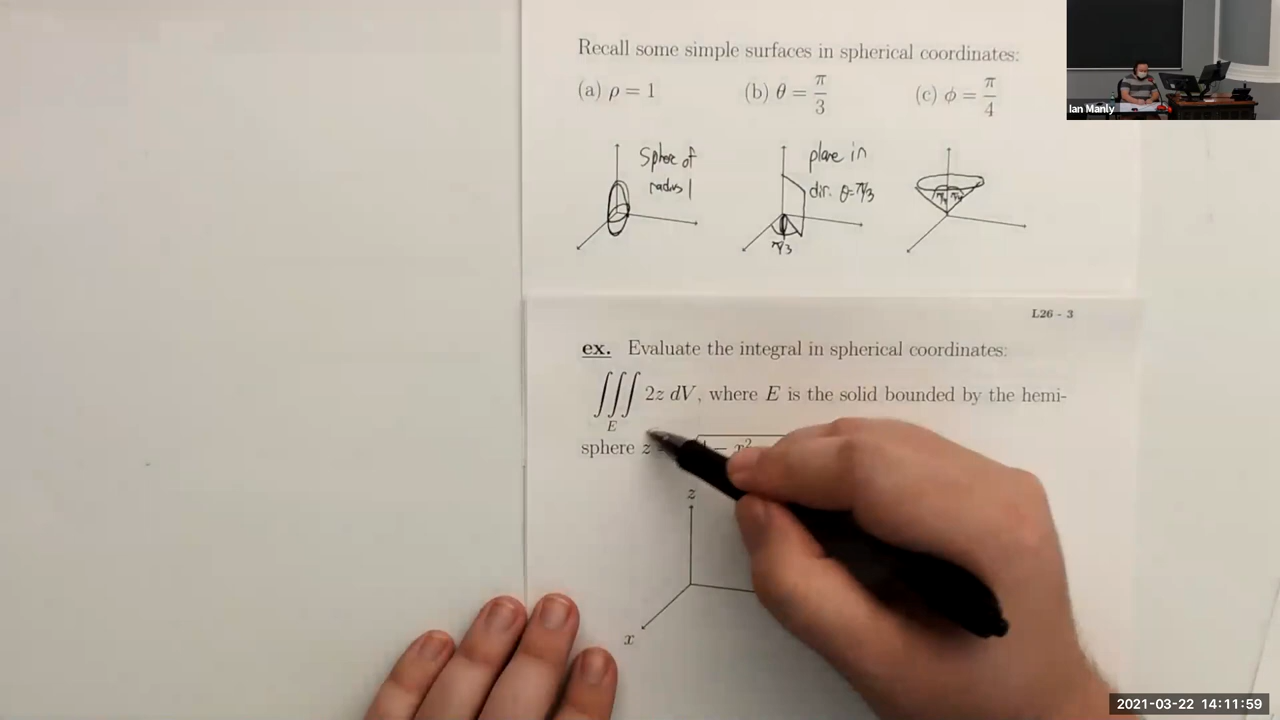 Recall some simple surfaces in spherical coordinates:
(a) ρ = 1
(b) θ = π/3
(c) ϕ = π/4
Sphere of
radius 1
plane in
dir. θ=π/3
π/3
π/4 π/4
L26 - 3
ex. Evaluate the integral in spherical coordinates:
∭_E 2z dV, where E is the solid bounded by the hemi-
sphere z
z
x
Ian Manly
2021-03-22 14:11:59